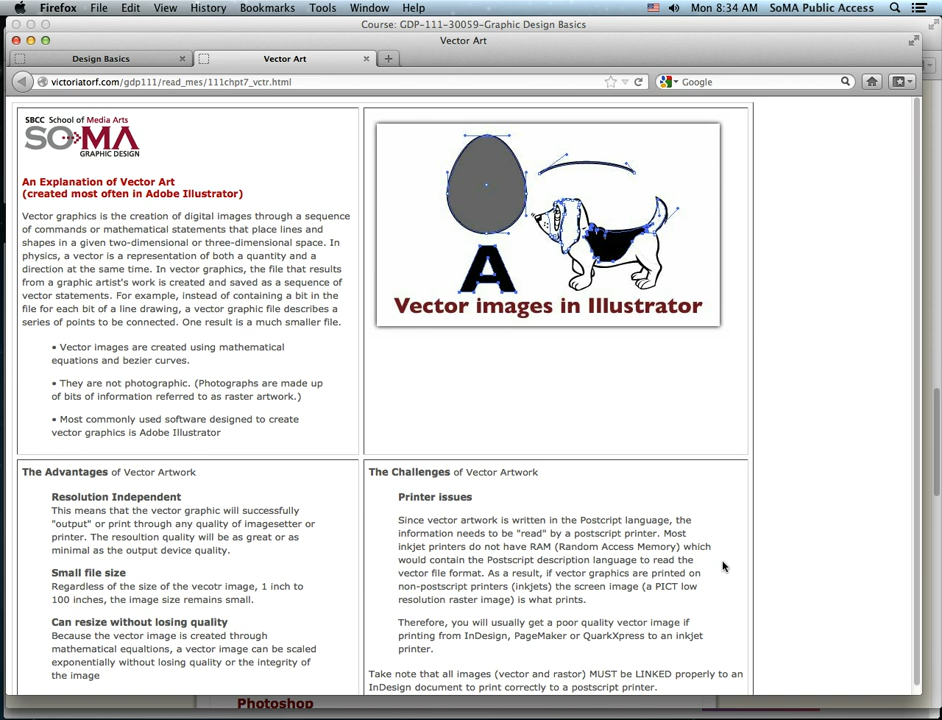 Firefox File Edit View History Bookmarks Tools Window Help Mon 8:34 AM SoMA Public Access
Course: GDP-111-30059-Graphic Design Basics
Vector Art
Design Basics
Vector Art
victoriatorf.com/gdp111/read_mes/111chpt7_vctr.html
Google
SBCC School of Media Arts
SOMA
GRAPHIC DESIGN
An Explanation of Vector Art
(created most often in Adobe Illustrator)
Vector graphics is the creation of digital images through a sequence
of commands or mathematical statements that place lines and
shapes in a given two-dimensional or three-dimensional space. In
physics, a vector is a representation of both a quantity and a
direction at the same time. In vector graphics, the file that results
from a graphic artist's work is created and saved as a sequence of
vector statements. For example, instead of containing a bit in the
file for each bit of a line drawing, a vector graphic file describes a
series of points to be connected. One result is a much smaller file.
• Vector images are created using mathematical
equations and bezier curves.
• They are not photographic. (Photographs are made up
of bits of information referred to as raster artwork.)
• Most commonly used software designed to create
vector graphics is Adobe Illustrator
A
Vector images in Illustrator
The Advantages of Vector Artwork
Resolution Independent
This means that the vector graphic will successfully
"output" or print through any quality of imagesetter or
printer. The resoultion quality will be as great or as
minimal as the output device quality.
Small file size
Regardless of the size of the vecotr image, 1 inch to
100 inches, the image size remains small.
Can resize without losing quality
Because the vector image is created through
mathematical equaltions, a vector image can be scaled
exponentially without losing quality or the integrity of
the image
The Challenges of Vector Artwork
Printer issues
Since vector artwork is written in the Postcript language, the
information needs to be "read" by a postscript printer. Most
inkjet printers do not have RAM (Random Access Memory) which
would contain the Postscript description language to read the
vector file format. As a result, if vector graphics are printed on
non-postscript printers (inkjets) the screen image (a PICT low
resolution raster image) is what prints.
Therefore, you will usually get a poor quality vector image if
printing from InDesign, PageMaker or QuarkXpress to an inkjet
printer.
Take note that all images (vector and rastor) MUST be LINKED properly to an
InDesign document to print correctly to a postscript printer.
Photoshop